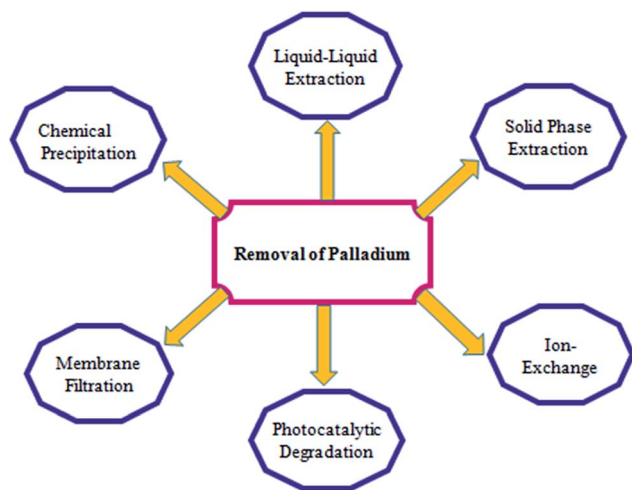 Liquid-Liquid
Extraction
Chemical
Precipitation
Solid Phase
Extraction
Removal of Palladium
Membrane
Filtration
Ion-
Exchange
Photocatalytic
Degradation